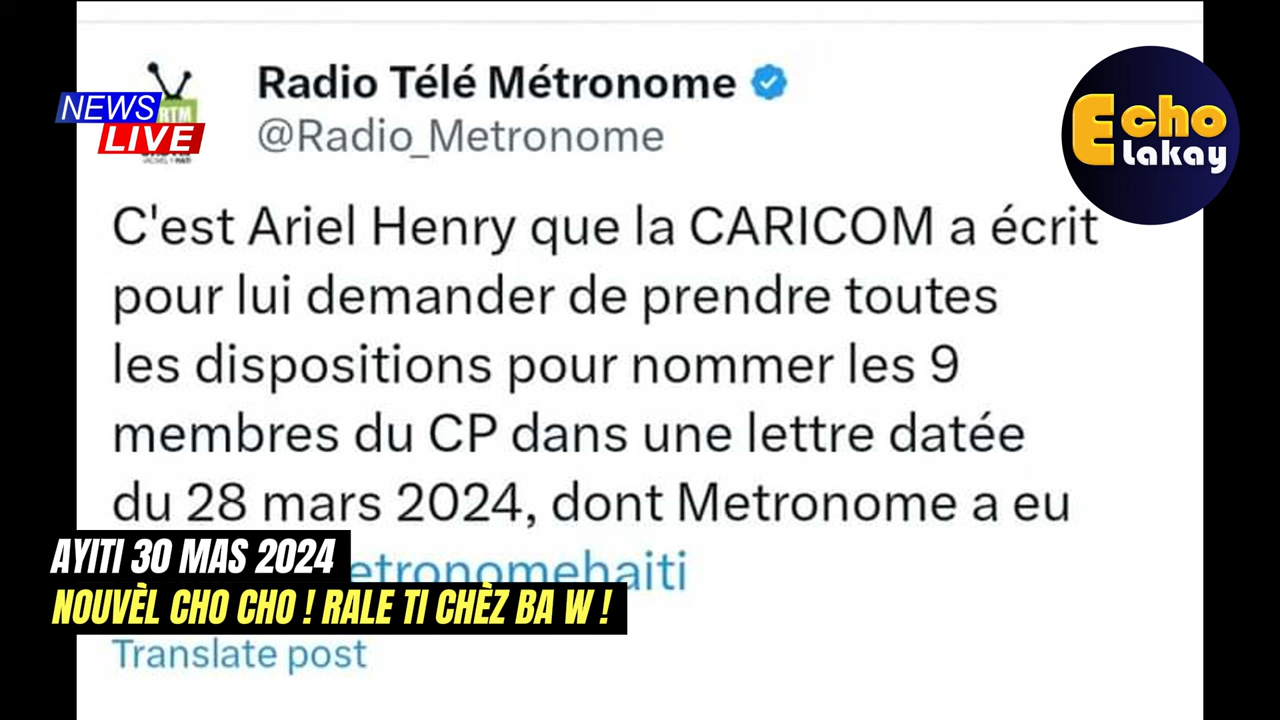 Radio Télé Métronome
@Radio_Metronome
NEWS
LIVE
RTM
Echo
lakay
C'est Ariel Henry que la CARICOM a écrit
pour lui demander de prendre toutes
les dispositions pour nommer les 9
membres du CP dans une lettre datée
du 28 mars 2024, dont Metronome a eu
etronomehaiti
AYITI 30 MAS 2024
NOUVÈL CHO CHO ! RALE TI CHÈZ BA W !
Translate post